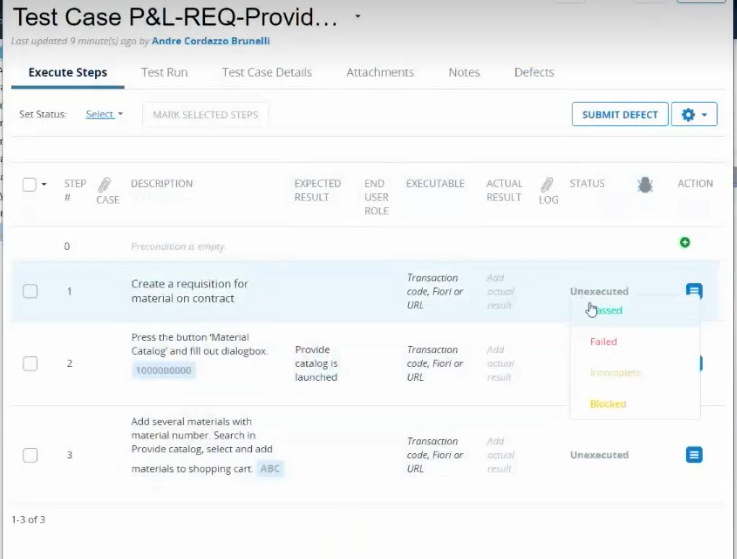 Test Case P&L-REQ-Provid...
Last updated 9 minute(s) ago by Andre Cordazzo Brunelli
Execute Steps Test Run Test Case Details Attachments Notes Defects
Set Status: Select MARK SELECTED STEPS SUBMIT DEFECT
STEP # CASE DESCRIPTION EXPECTED RESULT END USER ROLE EXECUTABLE ACTUAL RESULT LOG STATUS ACTION
0 Precondition is empty
1
Create a requisition for
material on contract
Transaction
code, Fiori or
URL
Add
actual
result
Unexecuted
Passed
Failed
Incomplete
Blocked
2
Press the button 'Material
Catalog' and fill out dialogbox.
1000000000
Provide
catalog is
launched
Transaction
code, Fiori or
URL
Add
actual
result
3
Add several materials with
material number. Search in
Provide catalog, select and add
materials to shopping cart. ABC
Transaction
code, Fiori or
URL
Add
actual
result
Unexecuted
1-3 of 3